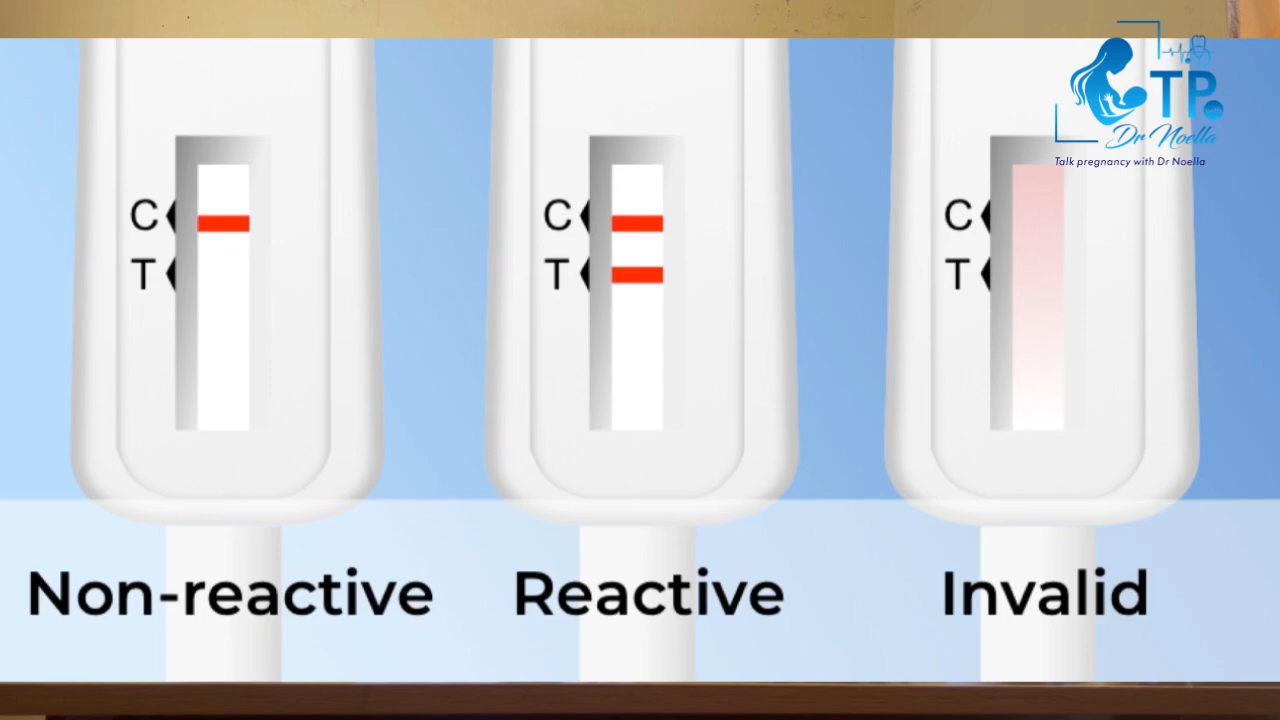 TP
Dr Noella
Talk pregnancy with Dr Noella
C
T
C
T
C
T
Non-reactive
Reactive
Invalid